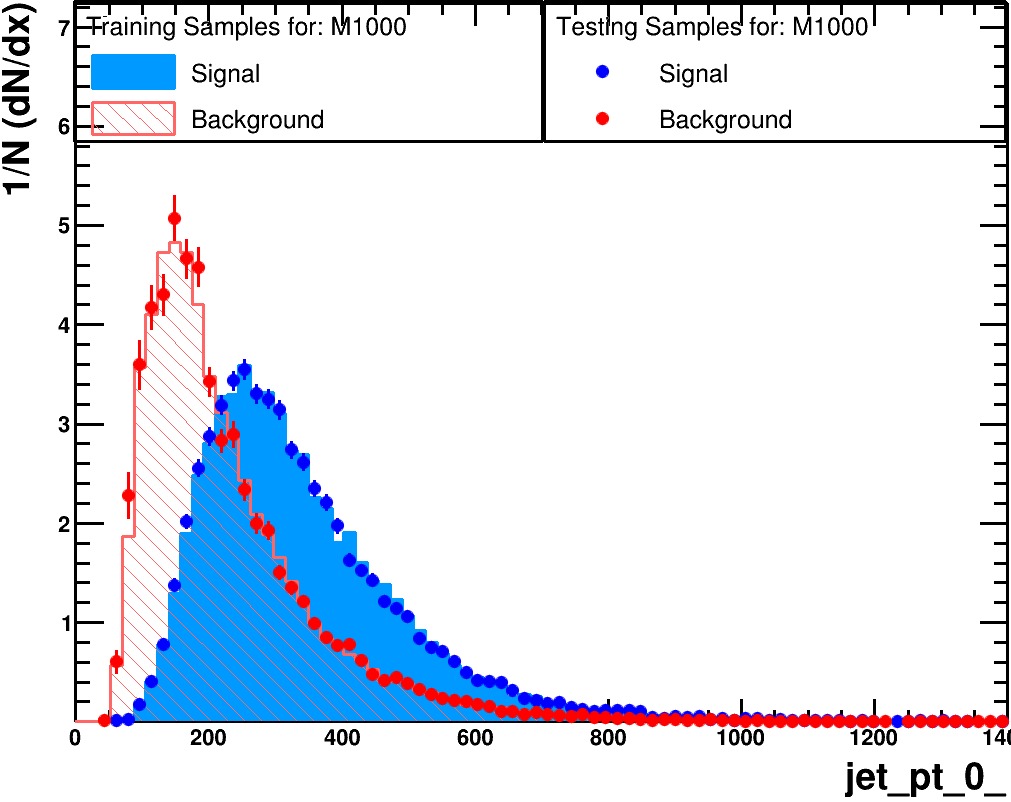 1/N (dN/dx)
Training Samples for: M1000
Signal
Background
Testing Samples for: M1000
Signal
Background
7
6
5
4
3
2
1
0
0 200 400 600 800 1000 1200 140
jet_pt_0_